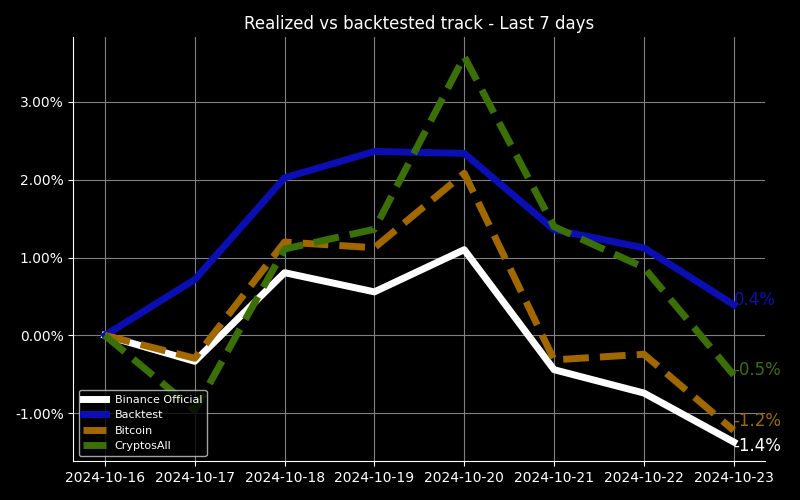 Realized vs backtested track - Last 7 days
3.00%
2.00%
1.00%
0.00%
-1.00%
0.4%
-0.5%
-1.2%
-1.4%
Binance Official
Backtest
Bitcoin
CryptosAll
2024-10-16 2024-10-17 2024-10-18 2024-10-19 2024-10-20 2024-10-21 2024-10-22 2024-10-23